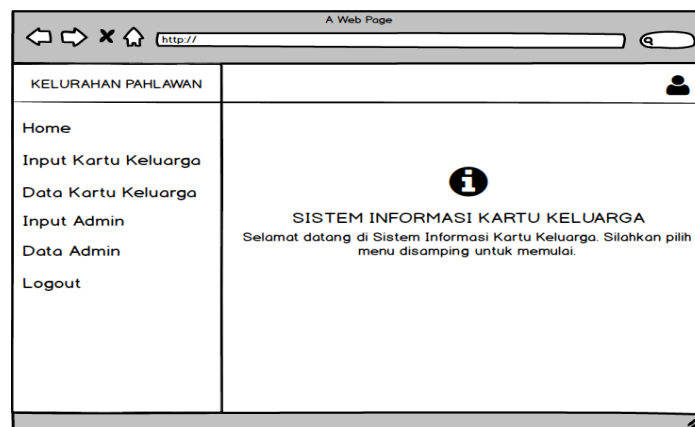 A Web Page
http://
KELURAHAN PAHLAWAN
Home
Input Kartu Keluarga
Data Kartu Keluarga
Input Admin
Data Admin
Logout
SISTEM INFORMASI KARTU KELUARGA
Selamat datang di Sistem Informasi Kartu Keluarga. Silahkan pilih
menu disamping untuk memulai.